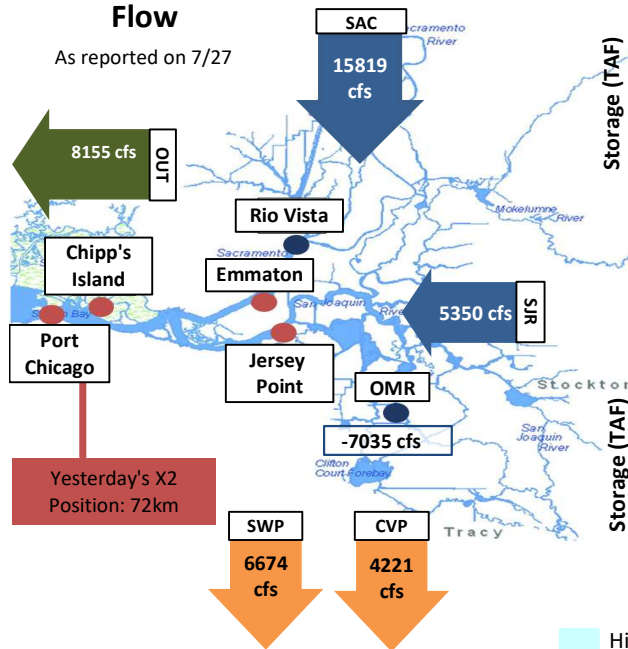 Flow
As reported on 7/27
SAC
Sacramento
River
15819
cfs
Storage (TAF)
8155 cfs
OUT
Mokelumne
River
Rio Vista
Chipp's
Island
Sacramento
Emmaton
San Joaquin
River
5350 cfs
SJR
Bay
Port
Chicago
Jersey
Point
OMR
Stockton
-7035 cfs
San
Joaquin
River
Clifton
Court Forebay
Storage (TAF)
Yesterday's X2
Position: 72km
Tracy
SWP
CVP
6674
cfs
4221
cfs
Hi